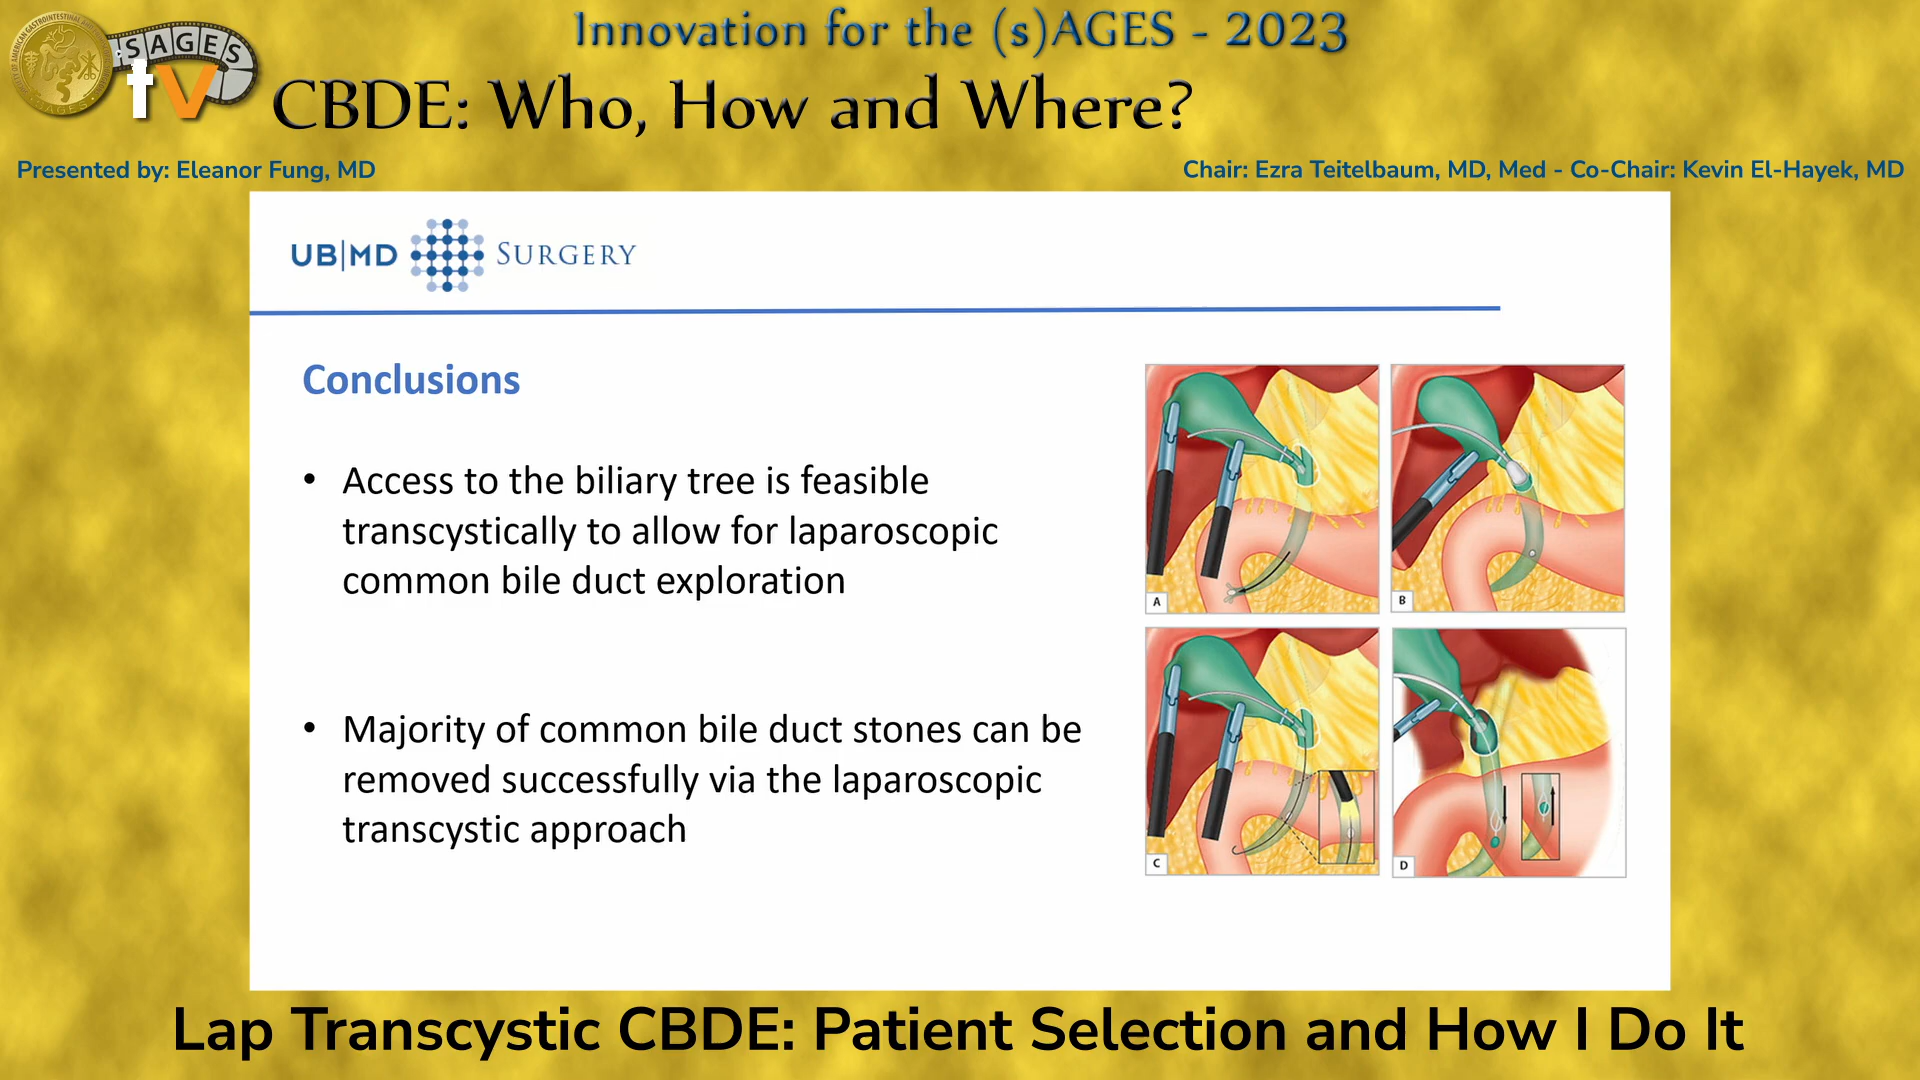 Innovation for the (s)AGES - 2023
SAGES
tv
CBDE: Who, How and Where?
Presented by: Eleanor Fung, MD
Chair: Ezra Teitelbaum, MD, Med - Co-Chair: Kevin El-Hayek, MD
UB|MD SURGERY
Conclusions
• Access to the biliary tree is feasible
transcystically to allow for laparoscopic
common bile duct exploration
• Majority of common bile duct stones can be
removed successfully via the laparoscopic
transcystic approach
A
B
C
D
Lap Transcystic CBDE: Patient Selection and How I Do It